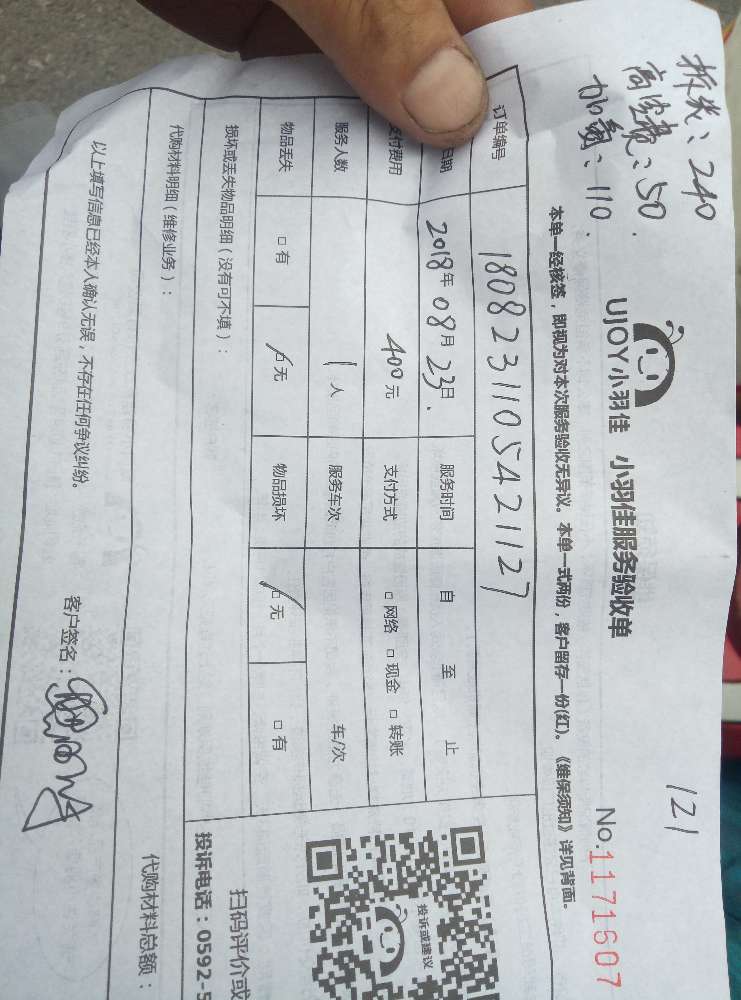 拆装：240
高空费：50.
加氟：110.
121
UJOY小羽佳 小羽佳服务验收单
No.1171607
本单一经核签，即视为对本次服务验收无异议。本单一式两份，客户留存一份(红)。《维保须知》详见背面。
订单编号 1808231105421127
日期 2018年08月23日. 服务时间 自 至 止
支付费用 400元 支付方式 □ 网络 □ 现金 □ 转账
服务人数 1人 服务车次 车/次
物品丢失 □ 有 □ 无 物品损坏 □ 无 □ 有
损坏或丢失物品明细（没有可不填）：
投诉或建议
扫码评价或
投诉电话：0592-5
代购材料明细（维修业务）：
代购材料总额：
以上填写信息已经本人确认无误，不存在任何争议纠纷。
客户签名：